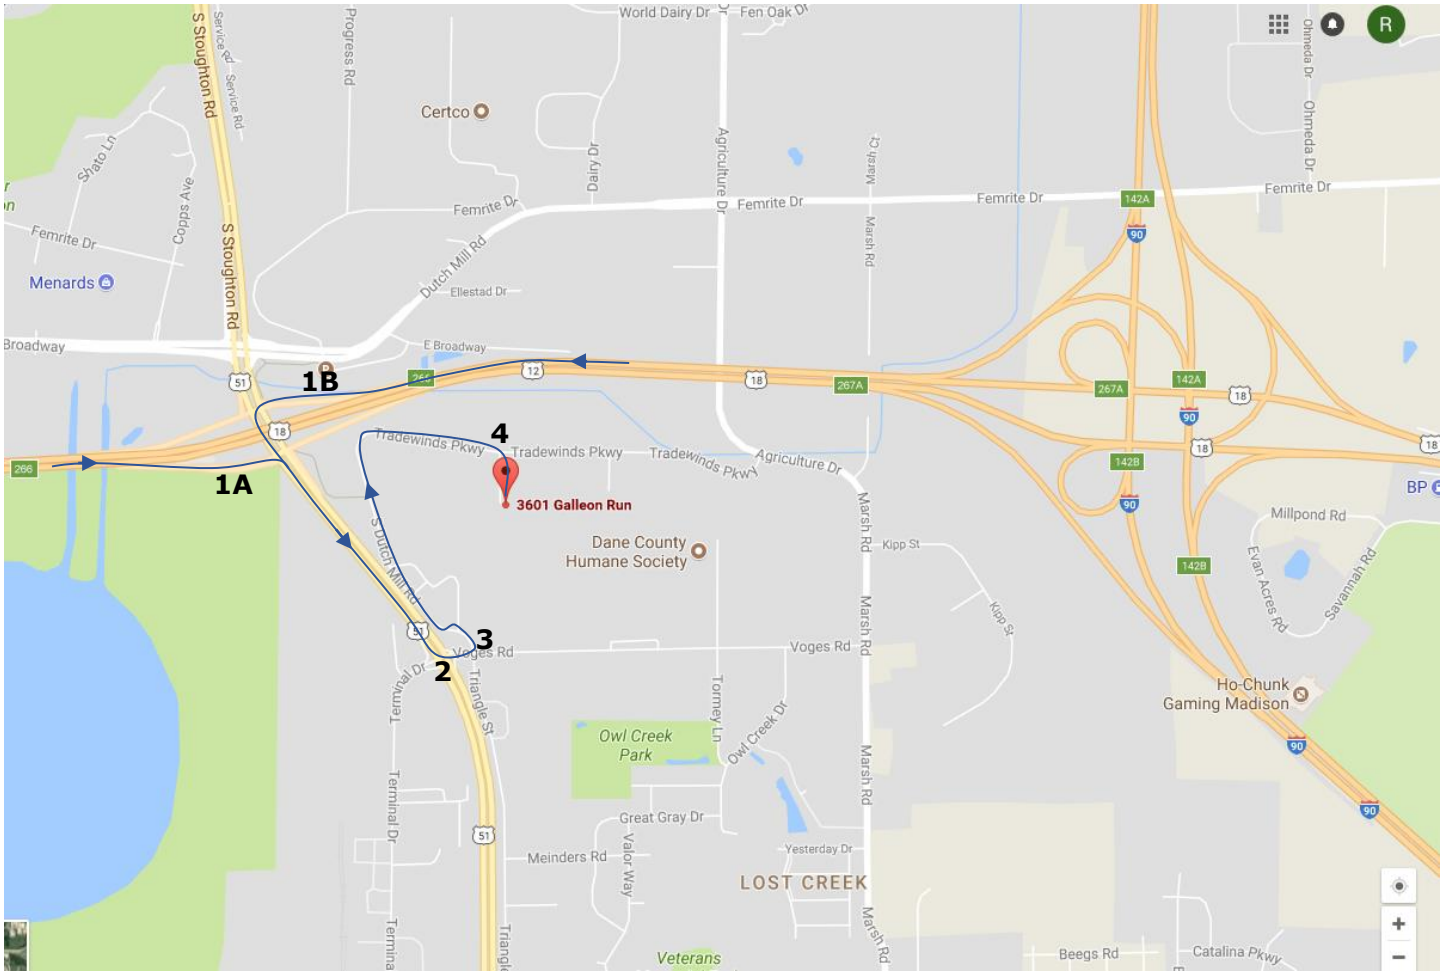 World Dairy Dr
Fen Oak Dr
Dr
R
S Stoughton Rd
Service Rd
Service Rd
Progress Rd
Ohmeda Dr
Ohmeda Dr
Certco
Shato Ln
Copps Ave
Dairy Dr
Agriculture Dr
Marsh Ct
142A
Femrite Dr
Femrite Dr
Femrite Dr
Femrite Dr
Femrite Dr
r
on
S Stoughton Rd
Marsh Rd
90
Menards
Dutch Mill Rd
Ellestad Dr
Broadway
E Broadway
51
1B
266
12
18
267A
267A
142A
18
90
18
18
18
4
266
1A
Tradewinds Pkwy
Tradewinds Pkwy
Tradewinds Pkwy
Agriculture Dr
142B
90
BP
3601 Galleon Run
Marsh Rd
Millpond Rd
S Dutch Mill Rd
Dane County
Humane Society
Kipp St
142B
Evan Acres Rd
Savannah Rd
Kipp St
51
3
2
Voges Rd
Voges Rd
Marsh Rd
Terminal Dr
Triangle St
Tormey Ln
Owl Creek Dr
Ho-Chunk
Gaming Madison
Owl Creek
Park
90
Marsh Rd
Terminal Dr
51
Great Gray Dr
90
Meinders Rd
Valor Way
Yesterday Dr
LOST CREEK
Marsh Rd
Termina
Triangl
Veterans
Beegs Rd
Catalina Pkwy
+
−